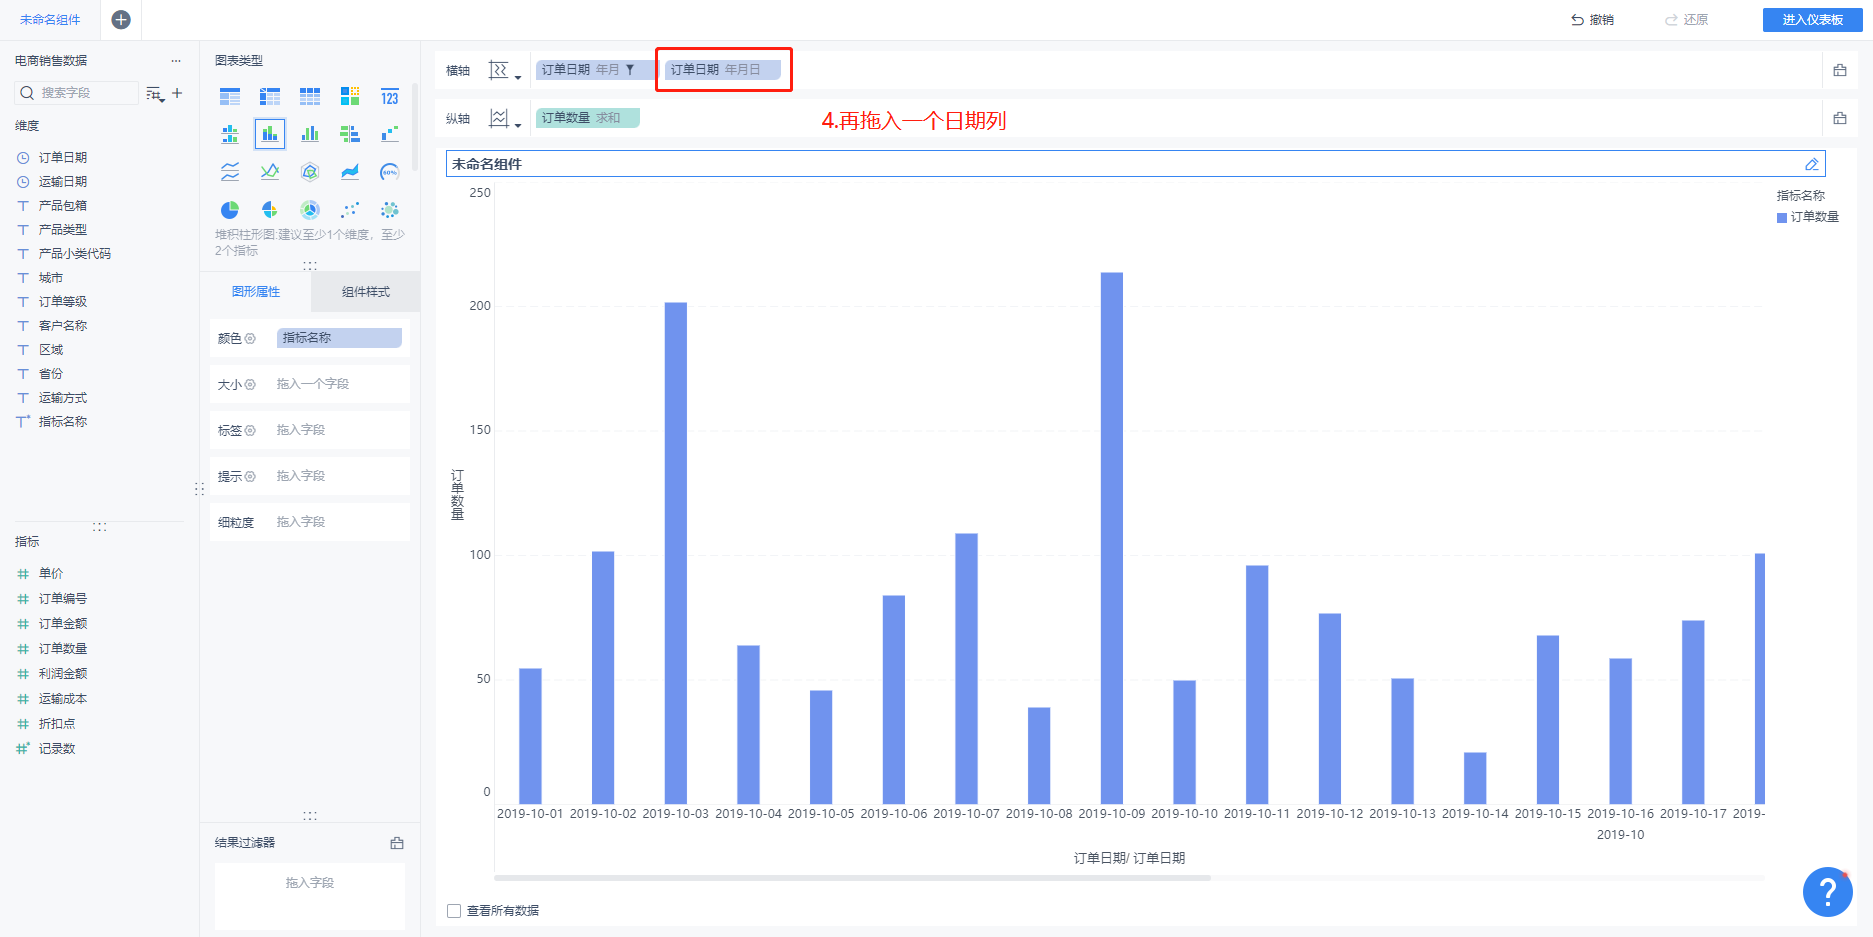 未命名组件
撤销
还原
进入仪表板
电商销售数据
搜索字段
维度
订单日期
运输日期
产品包箱
产品类型
产品小类代码
城市
订单等级
客户名称
区域
省份
运输方式
指标名称
指标
单价
订单编号
订单金额
订单数量
利润金额
运输成本
折扣点
记录数
图表类型
123
60%
堆积柱形图:建议至少1个维度，至少
2个指标
图形属性
组件样式
颜色
指标名称
大小
拖入一个字段
标签
拖入字段
提示
拖入字段
细粒度
拖入字段
结果过滤器
拖入字段
横轴
订单日期 年月
订单日期 年月日
纵轴
订单数量 求和
4.再拖入一个日期列
未命名组件
指标名称
订单数量
250
200
150
100
50
0
订单数量
2019-10-01 2019-10-02 2019-10-03 2019-10-04 2019-10-05 2019-10-06 2019-10-07 2019-10-08 2019-10-09 2019-10-10 2019-10-11 2019-10-12 2019-10-13 2019-10-14 2019-10-15 2019-10-16 2019-10-17 2019-
2019-10
订单日期/ 订单日期
查看所有数据
?